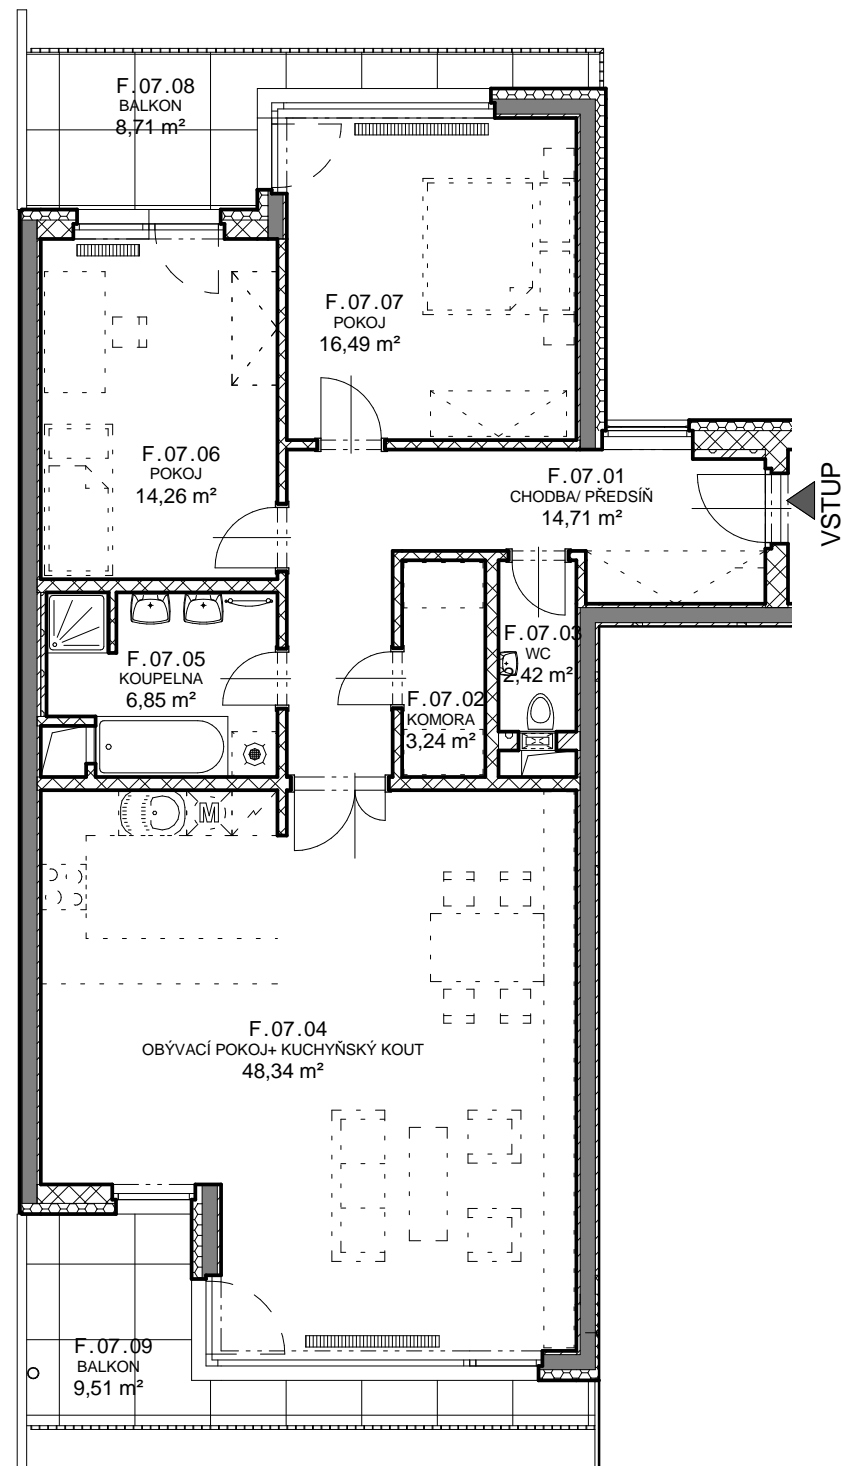 F.07.08
BALKON
8,71 m²
F.07.07
POKOJ
16,49 m²
F.07.06
POKOJ
14,26 m²
F.07.01
CHODBA/ PŘEDSÍŇ
14,71 m²
VSTUP
F.07.03
WC
2,42 m²
F.07.05
KOUPELNA
6,85 m²
F.07.02
KOMORA
3,24 m²
M
F.07.04
OBÝVACÍ POKOJ+ KUCHYŇSKÝ KOUT
48,34 m²
F.07.09
BALKON
9,51 m²